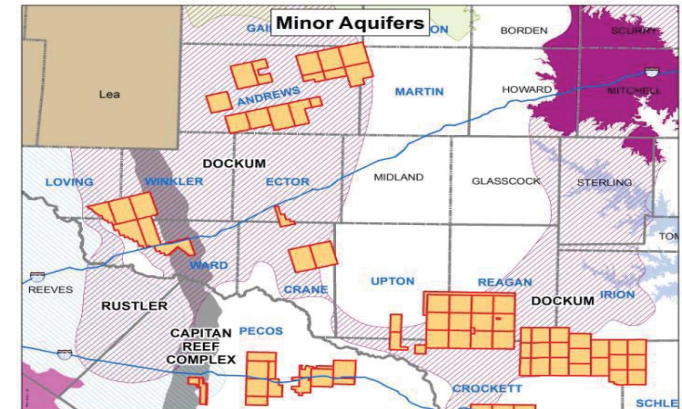 Minor Aquifers
BORDEN
SCURRY
Lea
ANDREWS
MARTIN
HOWARD
MITCHELL
DOCKUM
LOVING
WINKLER
ECTOR
MIDLAND
GLASSCOCK
STERLING
WARD
REEVES
CRANE
UPTON
REAGAN
IRION
RUSTLER
DOCKUM
CAPITAN
REEF
COMPLEX
PECOS
CROCKETT